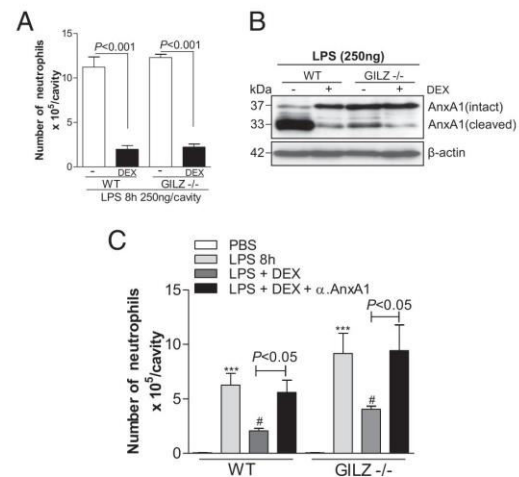 A
Number of neutrophils
x 10⁵/cavity
15
10
5
0
P<0.001
P<0.001
- DEX - DEX
WT GILZ -/-
LPS 8h 250ng/cavity
B
LPS (250ng)
WT GILZ -/-
kDa - + - + DEX
37 AnxA1(intact)
33 AnxA1(cleaved)
42 β-actin
C
PBS
LPS 8h
LPS + DEX
LPS + DEX + α.AnxA1
Number of neutrophils
x 10⁵/cavity
15
10
5
0
*** P<0.05 #
*** P<0.05 #
WT GILZ -/-